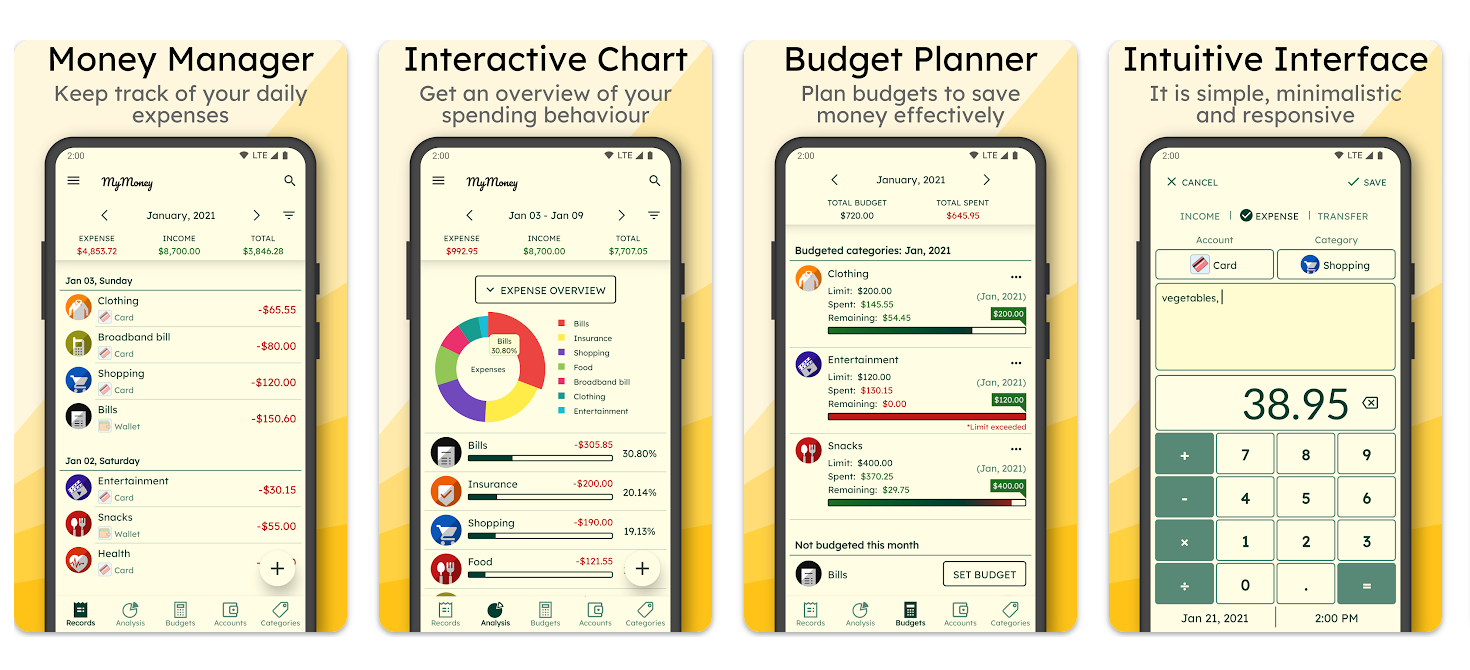 Money Manager
Keep track of your daily
expenses
2:00 LTE
MyMoney
January, 2021
EXPENSE INCOME TOTAL
$4,853.72 $8,700.00 $3,846.28
Jan 03, Sunday
Clothing
Card
-$65.55
Broadband bill
Card
-$80.00
Shopping
Card
-$120.00
Bills
Wallet
-$150.60
Jan 02, Saturday
Entertainment
Card
-$30.15
Snacks
Wallet
-$55.00
Health
Card
+
Records Analysis Budgets Accounts Categories
Interactive Chart
Get an overview of your
spending behaviour
2:00 LTE
MyMoney
Jan 03 - Jan 09
EXPENSE INCOME TOTAL
$992.95 $8,700.00 $7,707.05
EXPENSE OVERVIEW
Bills
30.80%
Expenses
Bills
Insurance
Shopping
Food
Broadband bill
Clothing
Entertainment
Bills -$305.85
30.80%
Insurance -$200.00
20.14%
Shopping -$190.00
19.13%
Food -$121.55
+
Records Analysis Budgets Accounts Categories
Budget Planner
Plan budgets to save
money effectively
2:00 LTE
January, 2021
TOTAL BUDGET TOTAL SPENT
$720.00 $645.95
Budgeted categories: Jan, 2021
Clothing
Limit: $200.00
Spent: $145.55 (Jan, 2021)
Remaining: $54.45 $200.00
Entertainment
Limit: $120.00
Spent: $130.15 (Jan, 2021)
Remaining: $0.00 $120.00
*Limit exceeded
Snacks
Limit: $400.00
Spent: $370.25 (Jan, 2021)
Remaining: $29.75 $400.00
Not budgeted this month
Bills SET BUDGET
Records Analysis Budgets Accounts Categories
Intuitive Interface
It is simple, minimalistic
and responsive
2:00 LTE
CANCEL SAVE
INCOME | EXPENSE | TRANSFER
Account Category
Card Shopping
vegetables,
38.95
+ 7 8 9
- 4 5 6
× 1 2 3
÷ 0 . =
Jan 21, 2021 2:00 PM